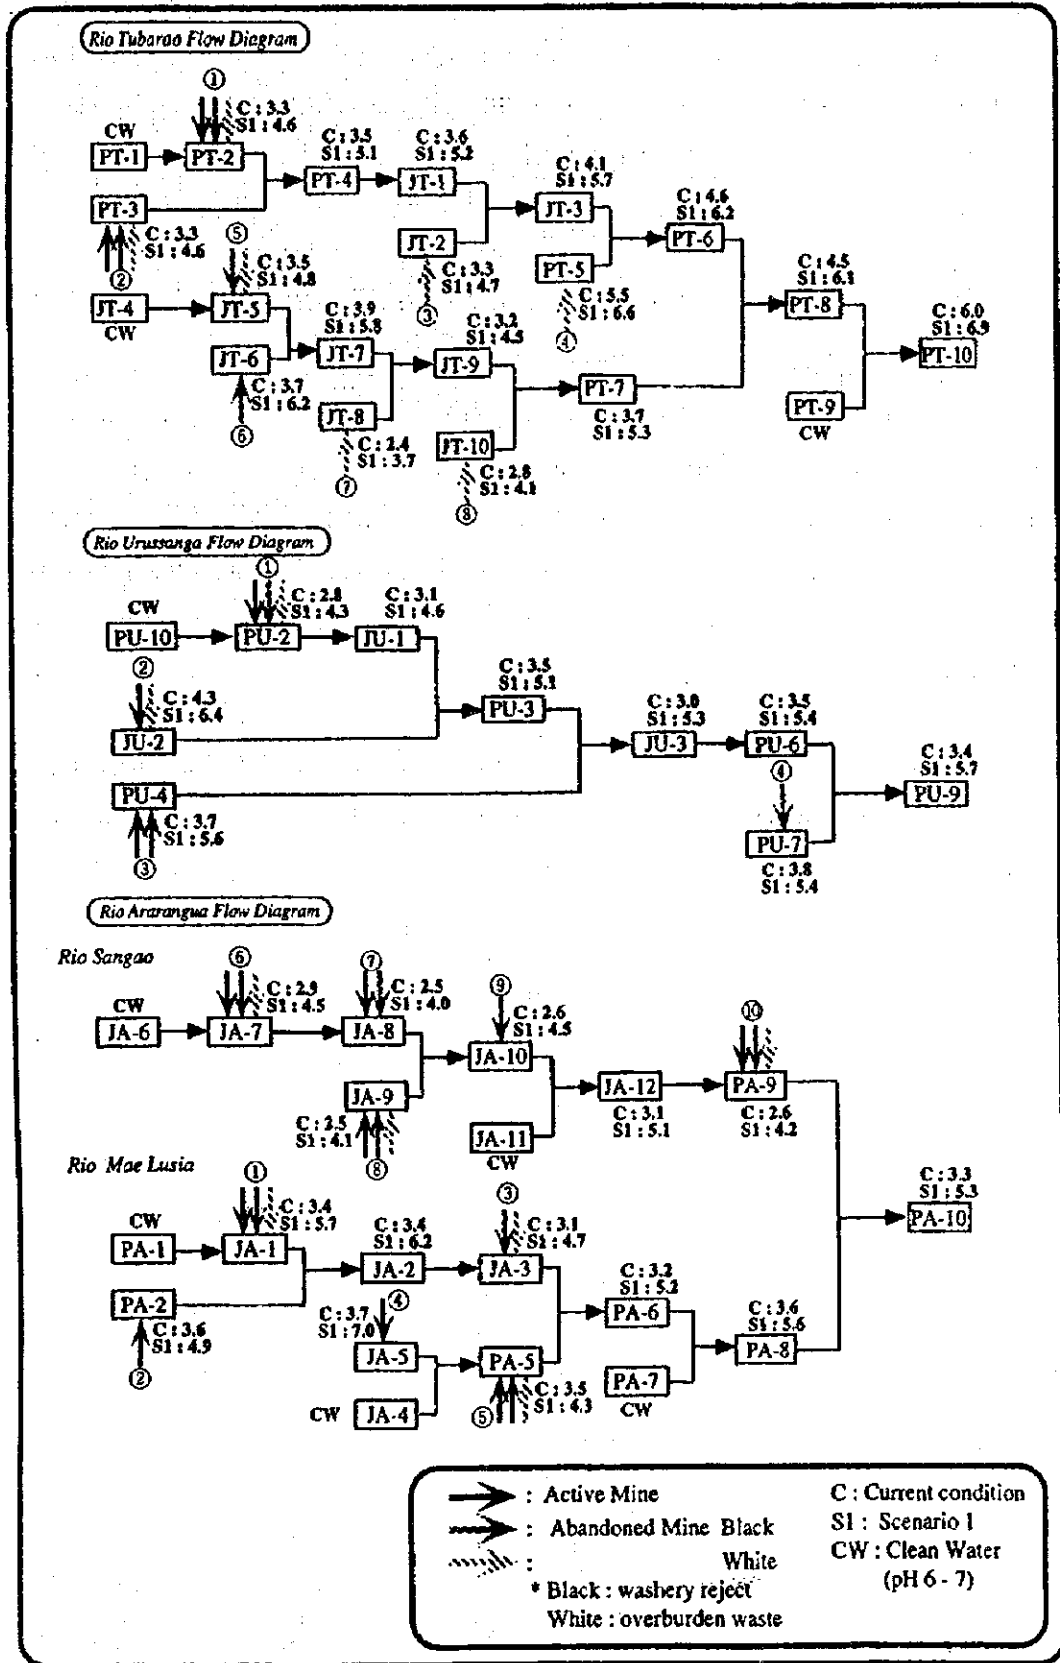 Rio Tubarao Flow Diagram
①
C : 3.3
S1 : 4.6
CW
PT-1
PT-2
C : 3.5
S1 : 5.1
PT-4
C : 3.6
S1 : 5.2
JT-1
C : 4.1
S1 : 5.7
JT-3
C : 4.6
S1 : 6.2
PT-6
PT-3
C : 3.3
S1 : 4.6
②
⑤
C : 3.5
S1 : 4.8
JT-2
C : 3.3
S1 : 4.7
③
PT-5
C : 5.5
S1 : 6.6
④
C : 4.5
S1 : 6.1
PT-8
C : 6.0
S1 : 6.9
PT-10
JT-4
CW
JT-5
JT-6
C : 3.7
S1 : 6.2
⑥
C : 3.9
S1 : 5.8
JT-7
JT-8
C : 2.4
S1 : 3.7
⑦
C : 3.2
S1 : 4.5
JT-9
JT-10
C : 2.8
S1 : 4.1
⑧
PT-7
C : 3.7
S1 : 5.3
PT-9
CW
Rio Urussanga Flow Diagram
①
C : 2.8
S1 : 4.3
CW
PU-10
PU-2
C : 3.1
S1 : 4.6
JU-1
②
C : 4.3
S1 : 6.4
JU-2
C : 3.5
S1 : 5.1
PU-3
S1 : 5.3
JU-3
C : 3.5
S1 : 5.4
PU-6
④
PU-7
C : 3.8
S1 : 5.4
C : 3.4
S1 : 5.7
PU-9
PU-4
C : 3.7
S1 : 5.6
③
Rio Ararangua Flow Diagram
Rio Sangao
⑥
C : 2.9
S1 : 4.5
CW
JA-6
JA-7
⑦
C : 2.5
S1 : 4.0
JA-8
⑨
C : 2.6
S1 : 4.5
JA-10
JA-9
C : 2.5
S1 : 4.1
⑧
JA-11
CW
JA-12
C : 3.1
S1 : 5.1
⑩
PA-9
C : 2.6
S1 : 4.2
C : 3.3
S1 : 5.3
PA-10
Rio Mae Lusia
①
C : 3.4
S1 : 5.7
CW
PA-1
JA-1
PA-2
C : 3.6
S1 : 4.9
②
C : 3.4
S1 : 6.2
JA-2
③
C : 3.1
S1 : 4.7
JA-3
④
C : 3.7
S1 : 7.0
JA-5
CW
JA-4
PA-5
C : 3.5
S1 : 4.3
⑤
C : 3.2
S1 : 5.2
PA-6
PA-7
CW
C : 3.6
S1 : 5.6
PA-8
: Active Mine
: Abandoned Mine Black
: White
* Black : washery reject
White : overburden waste
C : Current condition
S1 : Scenario 1
CW : Clean Water
(pH 6 - 7)